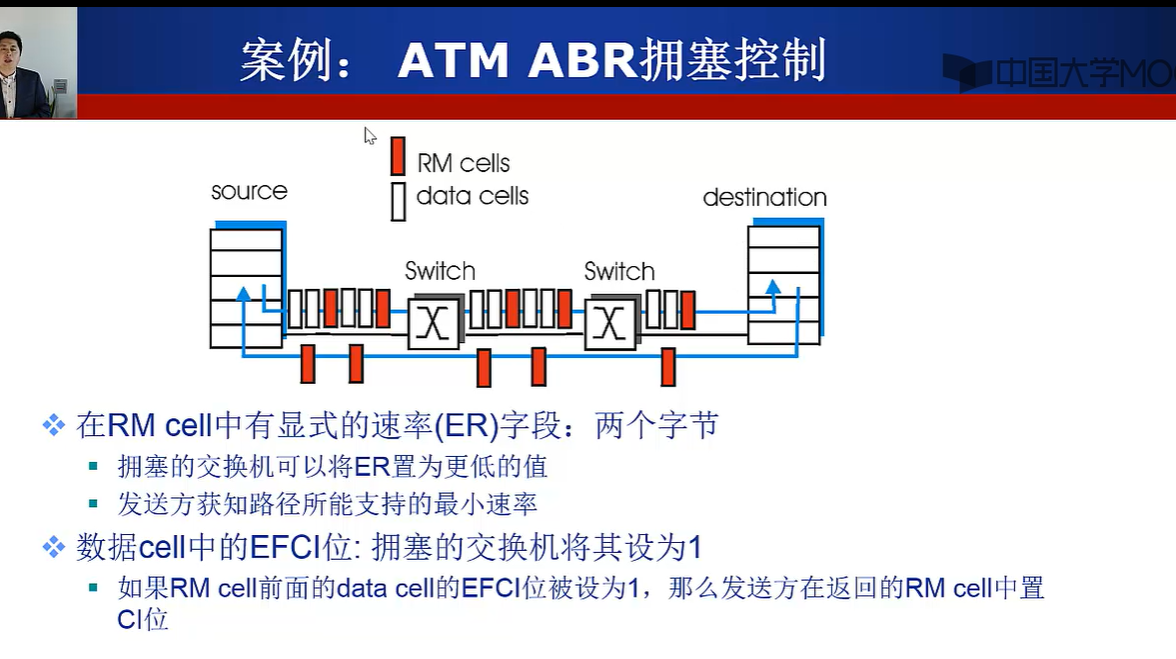 案例： ATM ABR拥塞控制
中国大学MO
RM cells
data cells
source
destination
Switch
Switch
在RM cell中有显式的速率(ER)字段：两个字节
拥塞的交换机可以将ER置为更低的值
发送方获知路径所能支持的最小速率
数据cell中的EFCI位: 拥塞的交换机将其设为1
如果RM cell前面的data cell的EFCI位被设为1，那么发送方在返回的RM cell中置
CI位